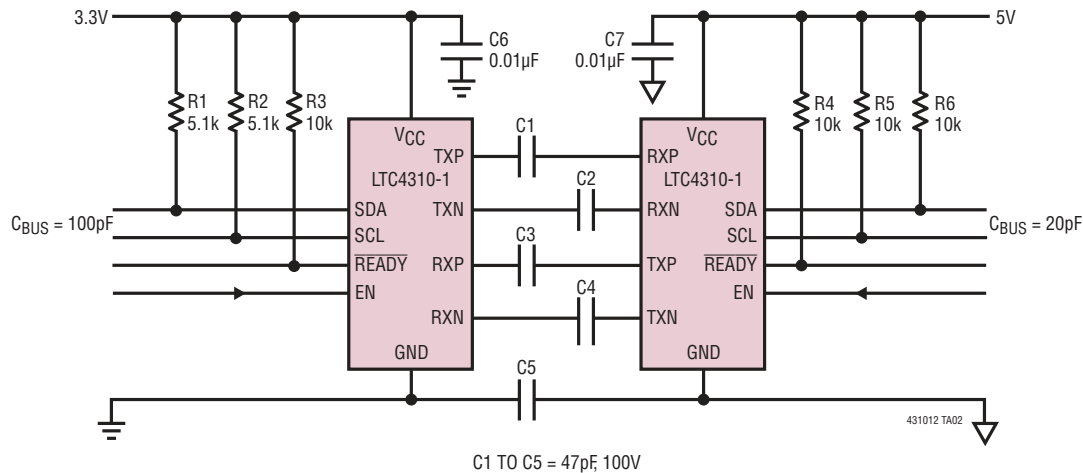 3.3V
5V
C6
0.01µF
C7
0.01µF
R1
5.1k
R2
5.1k
R3
10k
R4
10k
R5
10k
R6
10k
VCC
TXP
LTC4310-1
SDA
TXN
SCL
RXP
READY
EN
RXN
GND
C1
C2
C3
C4
C5
VCC
RXP
LTC4310-1
RXN
SDA
SCL
TXP
READY
EN
TXN
GND
CBUS = 100pF
CBUS = 20pF
431012 TA02
C1 TO C5 = 47pF, 100V